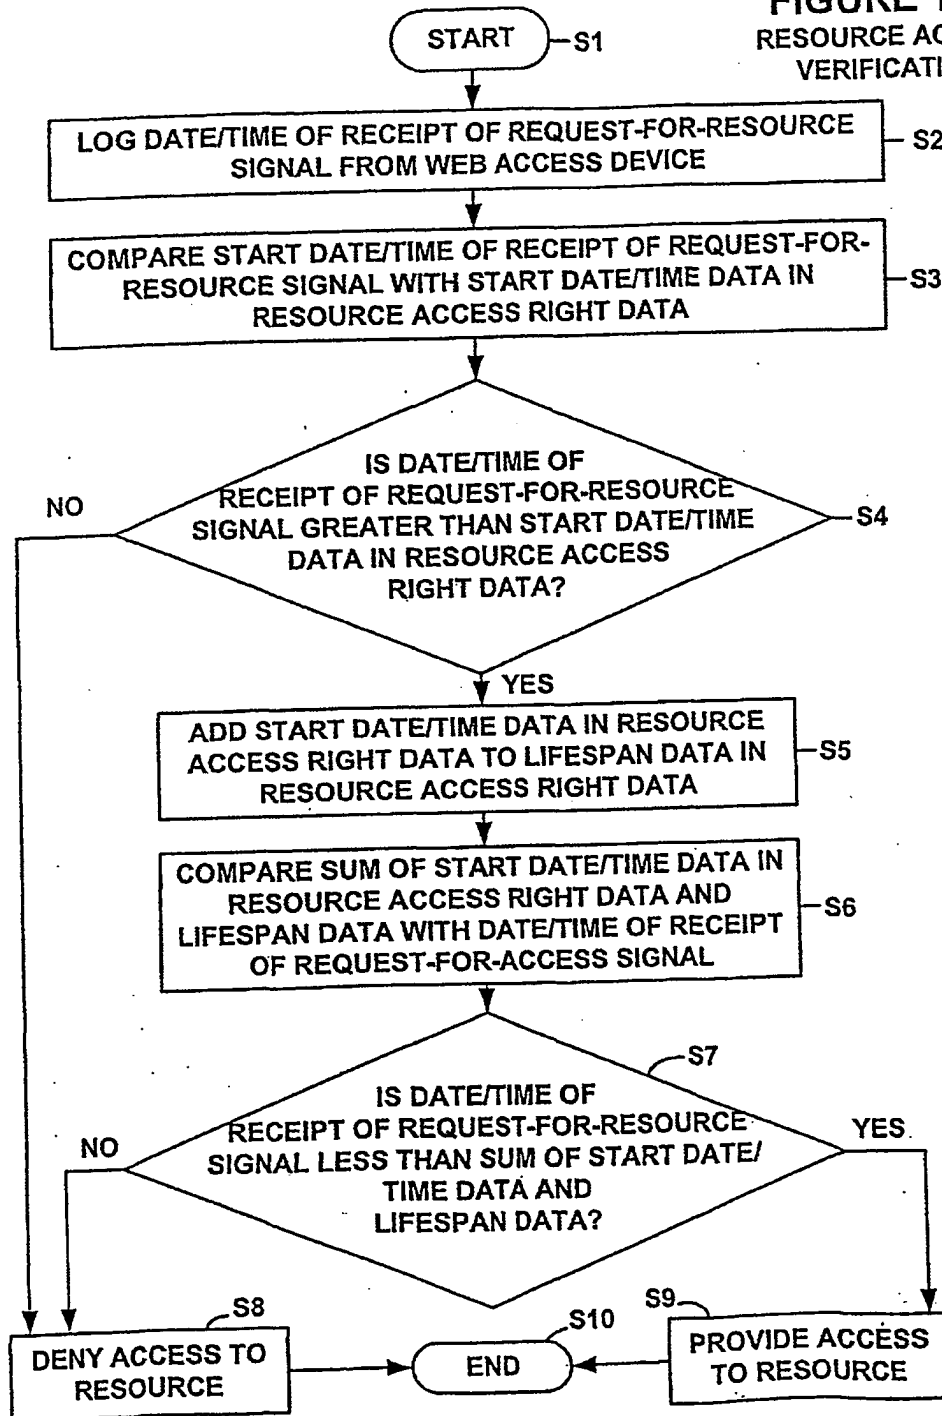 FIGURE
RESOURCE
VERIFICATI
START
S1
LOG DATE/TIME OF RECEIPT OF REQUEST-FOR-RESOURCE
SIGNAL FROM WEB ACCESS DEVICE
S2
COMPARE START DATE/TIME OF RECEIPT OF REQUEST-FOR-
RESOURCE SIGNAL WITH START DATE/TIME DATA IN
RESOURCE ACCESS RIGHT DATA
S3
IS DATE/TIME OF
RECEIPT OF REQUEST-FOR-RESOURCE
SIGNAL GREATER THAN START DATE/TIME
DATA IN RESOURCE ACCESS
RIGHT DATA?
NO
S4
YES
ADD START DATE/TIME DATA IN RESOURCE
ACCESS RIGHT DATA TO LIFESPAN DATA IN
RESOURCE ACCESS RIGHT DATA
S5
COMPARE SUM OF START DATE/TIME DATA IN
RESOURCE ACCESS RIGHT DATA AND
LIFESPAN DATA WITH DATE/TIME OF RECEIPT
OF REQUEST-FOR-ACCESS SIGNAL
S6
S7
IS DATE/TIME OF
RECEIPT OF REQUEST-FOR-RESOURCE
SIGNAL LESS THAN SUM OF START DATE/
TIME DATA AND
LIFESPAN DATA?
NO
YES
S8
DENY ACCESS TO
RESOURCE
S10
END
S9
PROVIDE ACCESS
TO RESOURCE